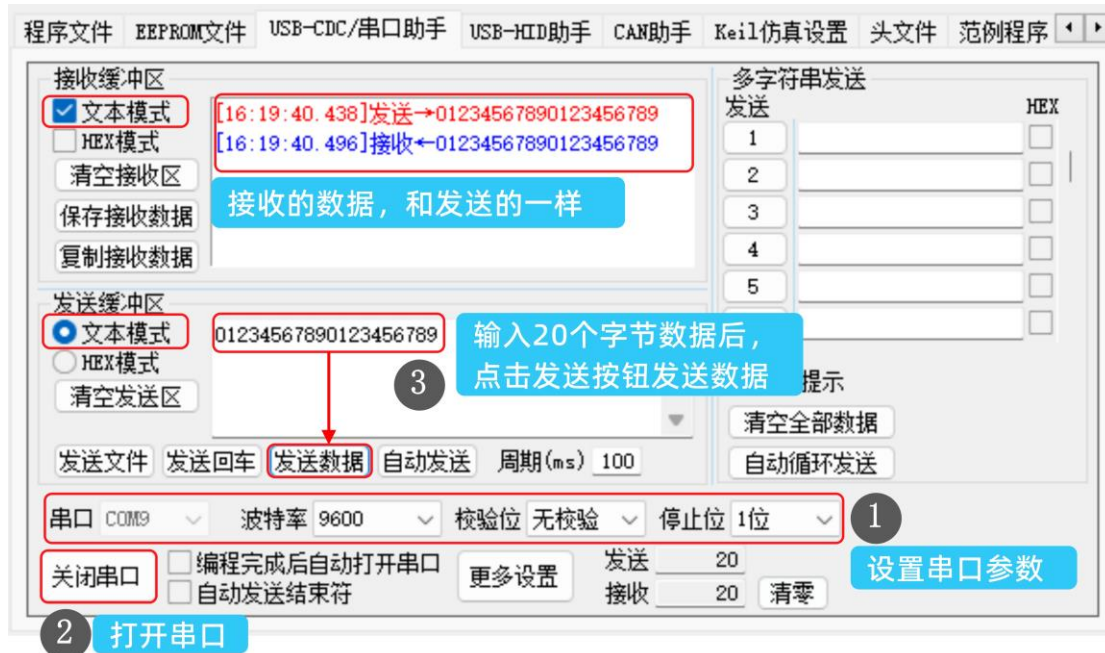 程序文件 EEPROM文件 USB-CDC/串口助手 USB-HID助手 CAN助手 Keil仿真设置 头文件 范例程序
接收缓冲区
文本模式
HEX模式
清空接收区
保存接收数据
复制接收数据
[16:19:40.438]发送→01234567890123456789
[16:19:40.496]接收←01234567890123456789
接收的数据，和发送的一样
发送缓冲区
文本模式
HEX模式
清空发送区
01234567890123456789
3
输入20个字节数据后，
点击发送按钮发送数据
发送文件 发送回车 发送数据 自动发送 周期(ms) 100
多字符串发送
发送 HEX
1
2
3
4
5
提示
清空全部数据
自动循环发送
串口 COM9 波特率 9600 校验位 无校验 停止位 1位
1
设置串口参数
关闭串口
编程完成后自动打开串口
自动发送结束符
更多设置
发送 20
接收 20 清零
2 打开串口